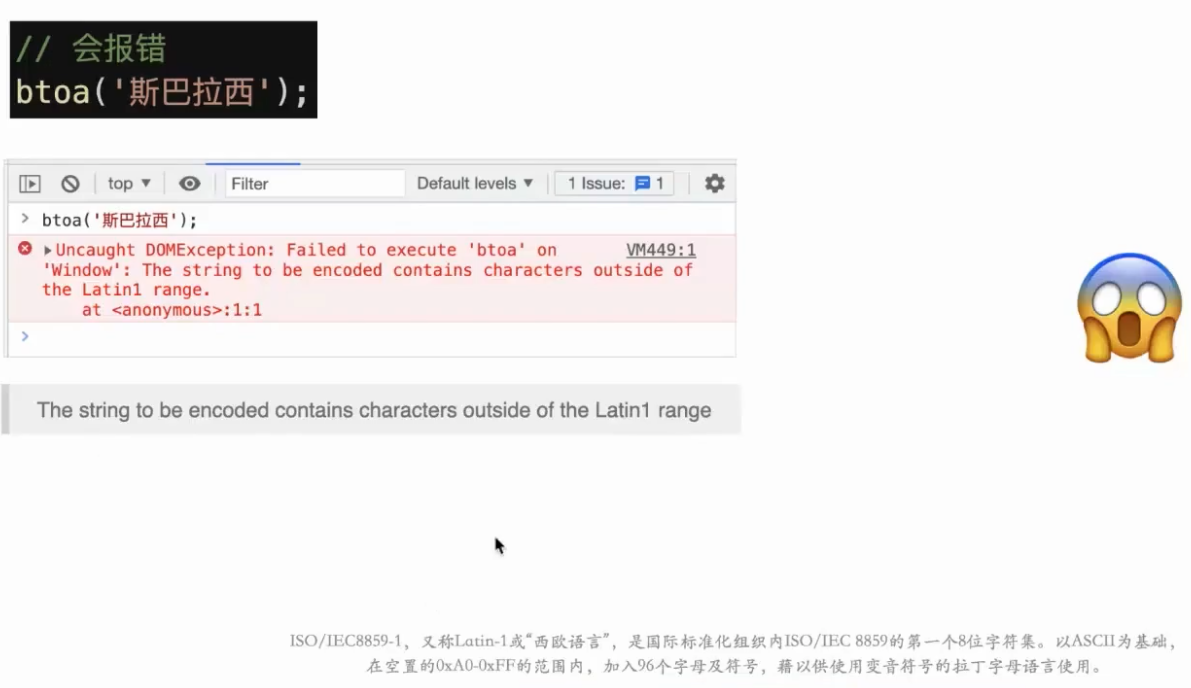 // 会报错
btoa('斯巴拉西');
top ▼
Filter
Default levels ▼
1 Issue: 1
> btoa('斯巴拉西');
▶Uncaught DOMException: Failed to execute 'btoa' on VM449:1
'Window': The string to be encoded contains characters outside of
the Latin1 range.
at <anonymous>:1:1
>
The string to be encoded contains characters outside of the Latin1 range
ISO/IEC8859-1，又称Latin-1或“西欧语言”，是国际标准化组织内ISO/IEC 8859的第一个8位字符集。以ASCII为基础，
在空置的0xA0-0xFF的范围内，加入96个字母及符号，藉以供使用变音符号的拉丁字母语言使用。